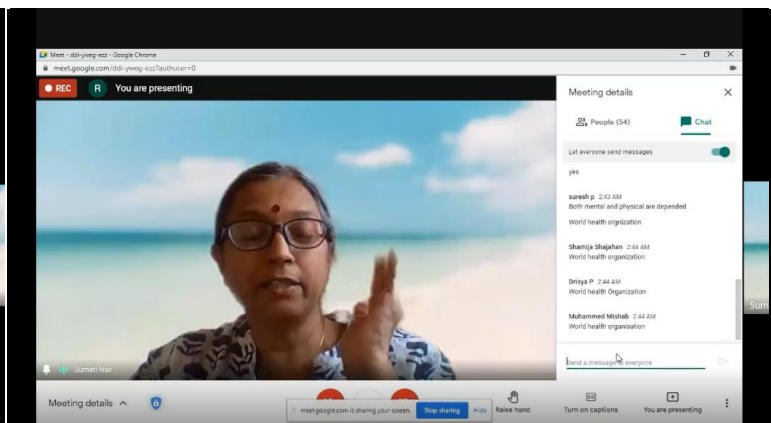 Meet - ddi-yweg-ezz - Google Chrome
meet.google.com/ddi-yweg-ezz?authuser=0
REC R You are presenting
Sumati Nair
Meeting details
People (54) Chat
Let everyone send messages
yes
suresh p 2:43 AM
Both mental and physical are depended
World health orgnization
Shamija Shajahan 2:44 AM
World health organization
Drisya P 2:44 AM
World health Organization
Muhammed Mishab 2:44 AM
World health organisation
Send a message to everyone
Sum
Meeting details
meet.google.com is sharing your screen. Stop sharing Hide
Raise hand
Turn on captions
You are presenting